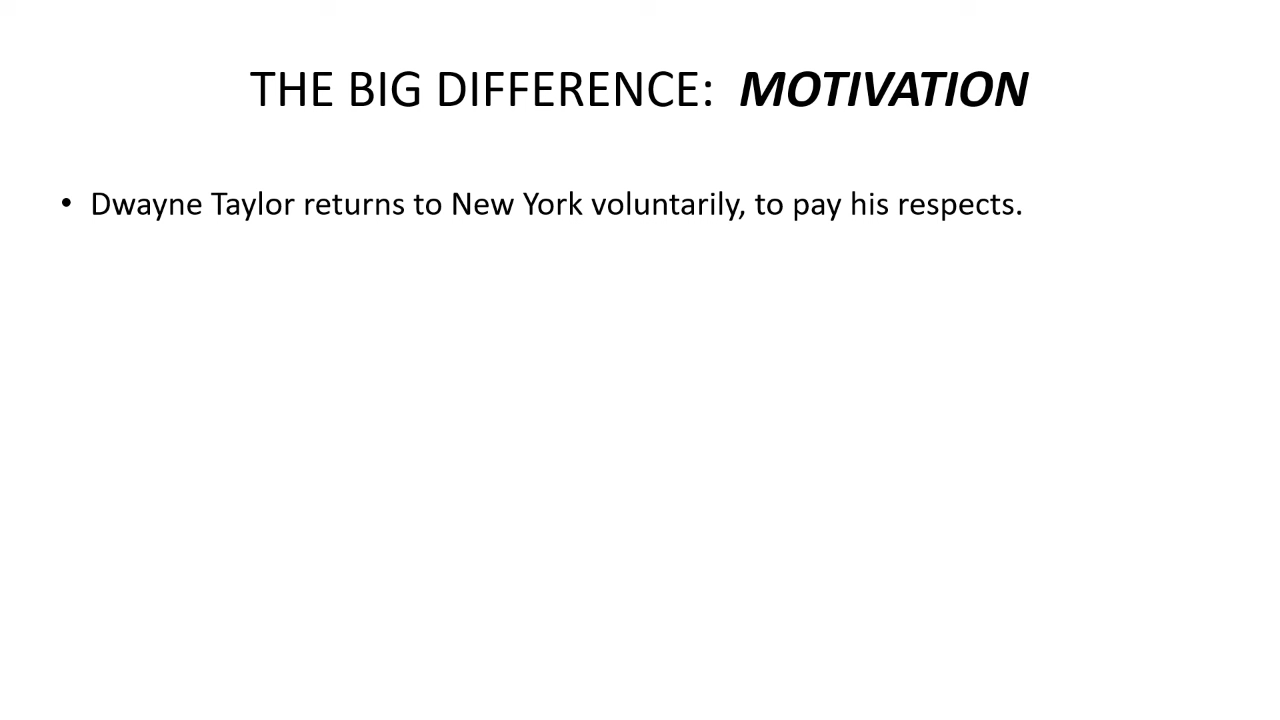 THE BIG DIFFERENCE: MOTIVATION
• Dwayne Taylor returns to New York voluntarily, to pay his respects.